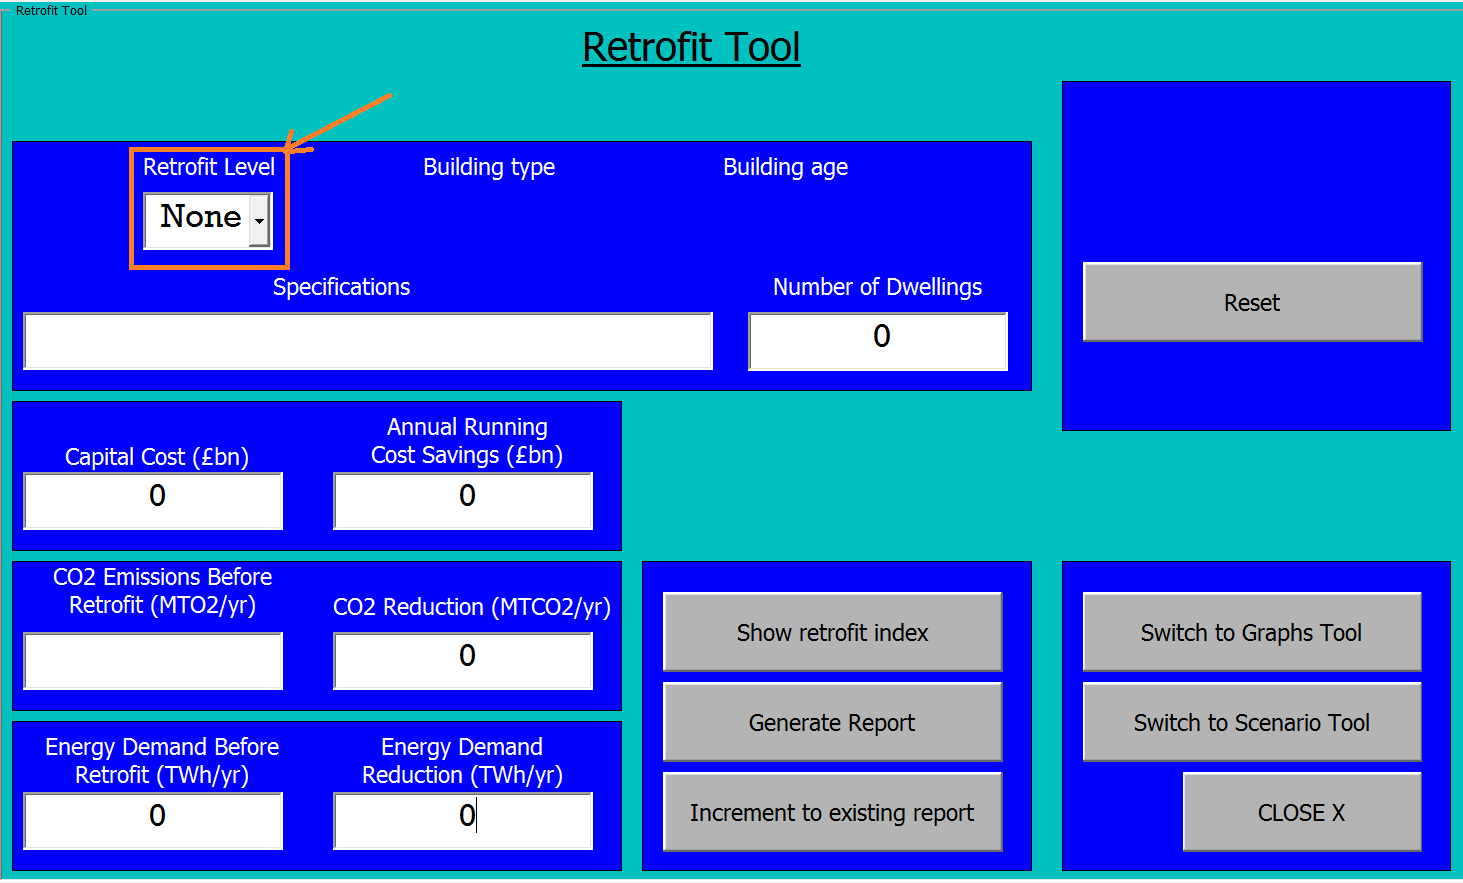 Retrofit Tool
Retrofit Tool
Retrofit Level
Building type
Building age
None
Specifications
Number of Dwellings
0
Reset
Capital Cost (£bn)
Annual Running
Cost Savings (£bn)
0
0
CO2 Emissions Before
Retrofit (MTO2/yr)
CO2 Reduction (MTCO2/yr)
0
Energy Demand Before
Retrofit (TWh/yr)
Energy Demand
Reduction (TWh/yr)
0
0
Show retrofit index
Generate Report
Increment to existing report
Switch to Graphs Tool
Switch to Scenario Tool
CLOSE X